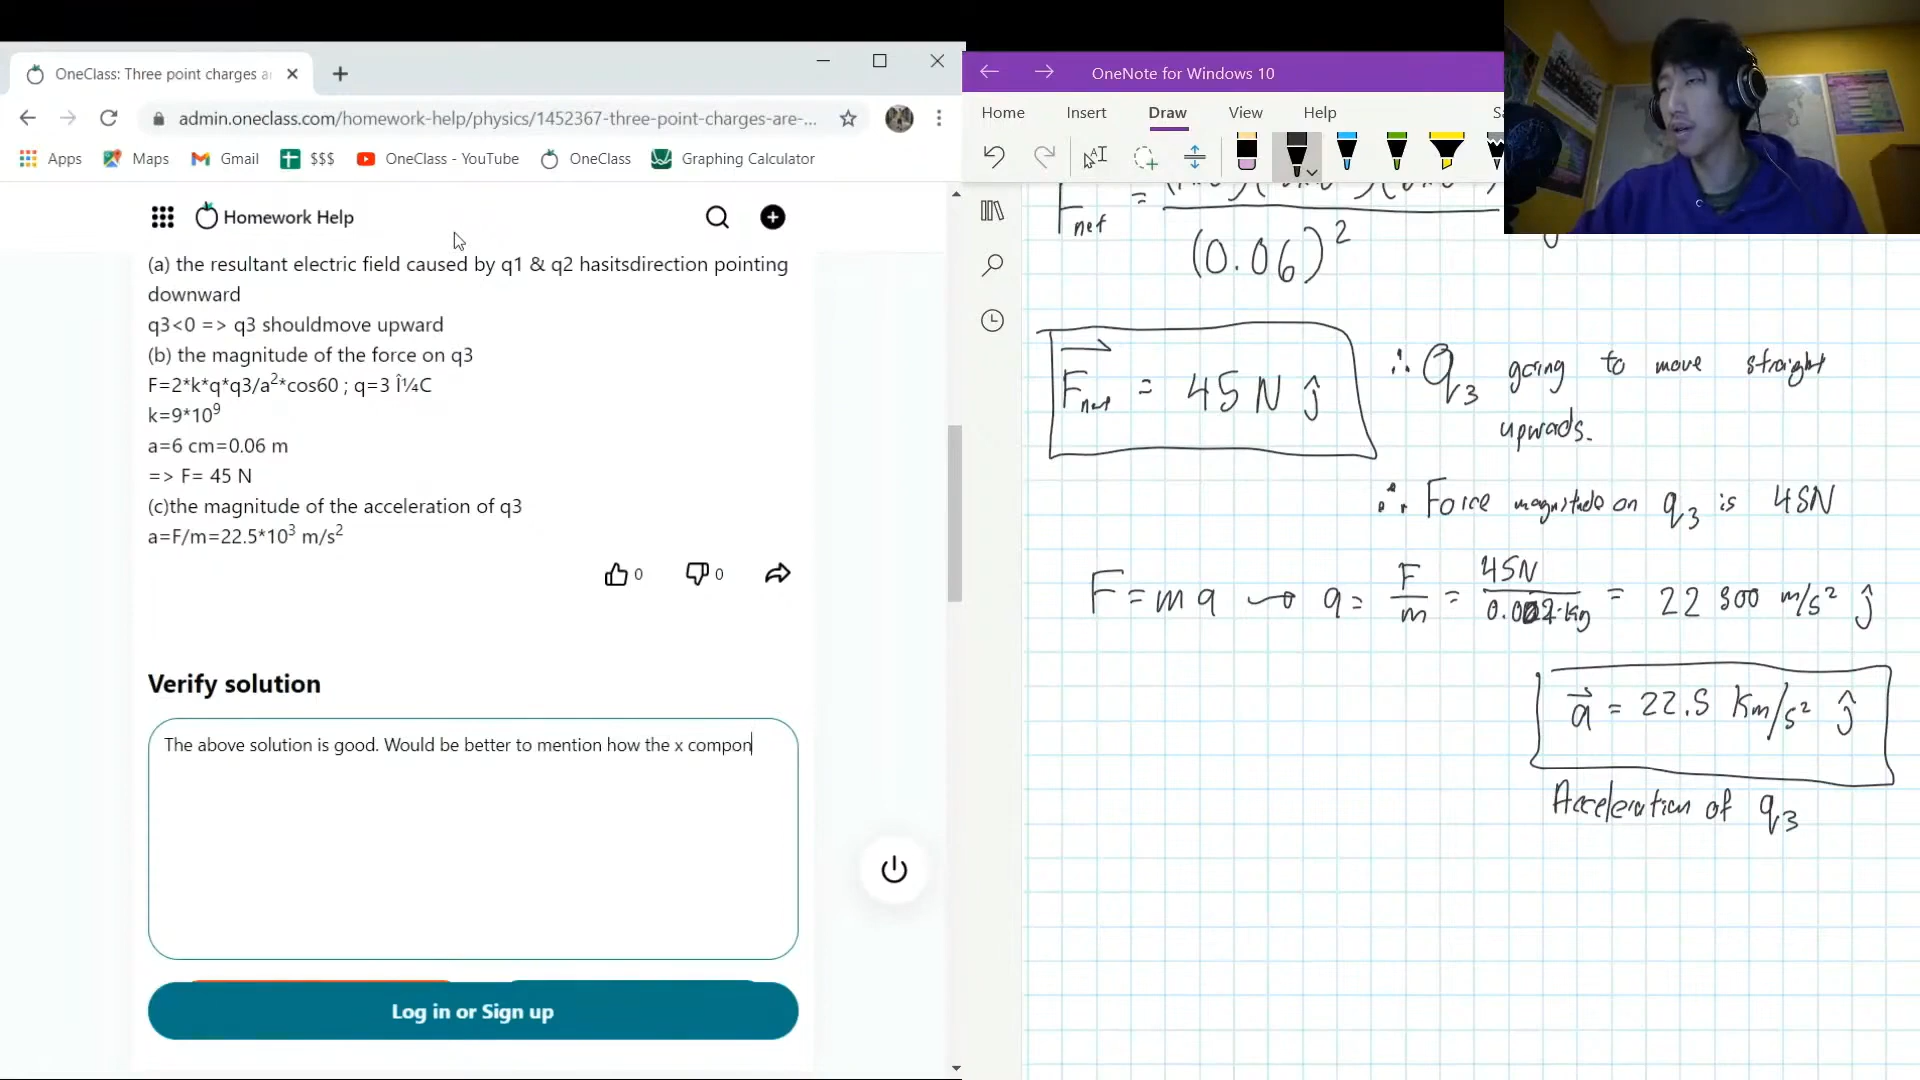 OneClass: Three point charges a
admin.oneclass.com/homework-help/physics/1452367-three-point-charges-are-...
Apps Maps Gmail $$$ OneClass - YouTube OneClass Graphing Calculator
Homework Help
(a) the resultant electric field caused by q1 & q2 hasitsdirection pointing
downward
q3<0 => q3 shouldmove upward
(b) the magnitude of the force on q3
F=2*k*q*q3/a²*cos60 ; q=3 Î¼C
k=9*10⁹
a=6 cm=0.06 m
=> F= 45 N
(c)the magnitude of the acceleration of q3
a=F/m=22.5*10³ m/s²
0 0
Verify solution
The above solution is good. Would be better to mention how the x compon
Log in or Sign up
OneNote for Windows 10
Home Insert Draw View Help
F net =
(0.06)²
F net = 45 N ĵ
∴ Q3 going to move straight
upwards.
∴ Force magnitude on q3 is 45N
F = ma → a = F/m = 45N/0.002 kg = 22 500 m/s² ĵ
a = 22.5 Km/s² ĵ
Acceleration of q3